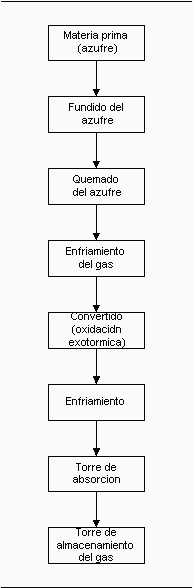 Materia prima
(azufre)
Fundido del
azufre
Quemado
del azufre
Enfriamiento
del gas
Convertido
(oxidacidn
exotormica)
Enfriamiento
Torre de
absorcion
Torre de
almacenamiento
del gas